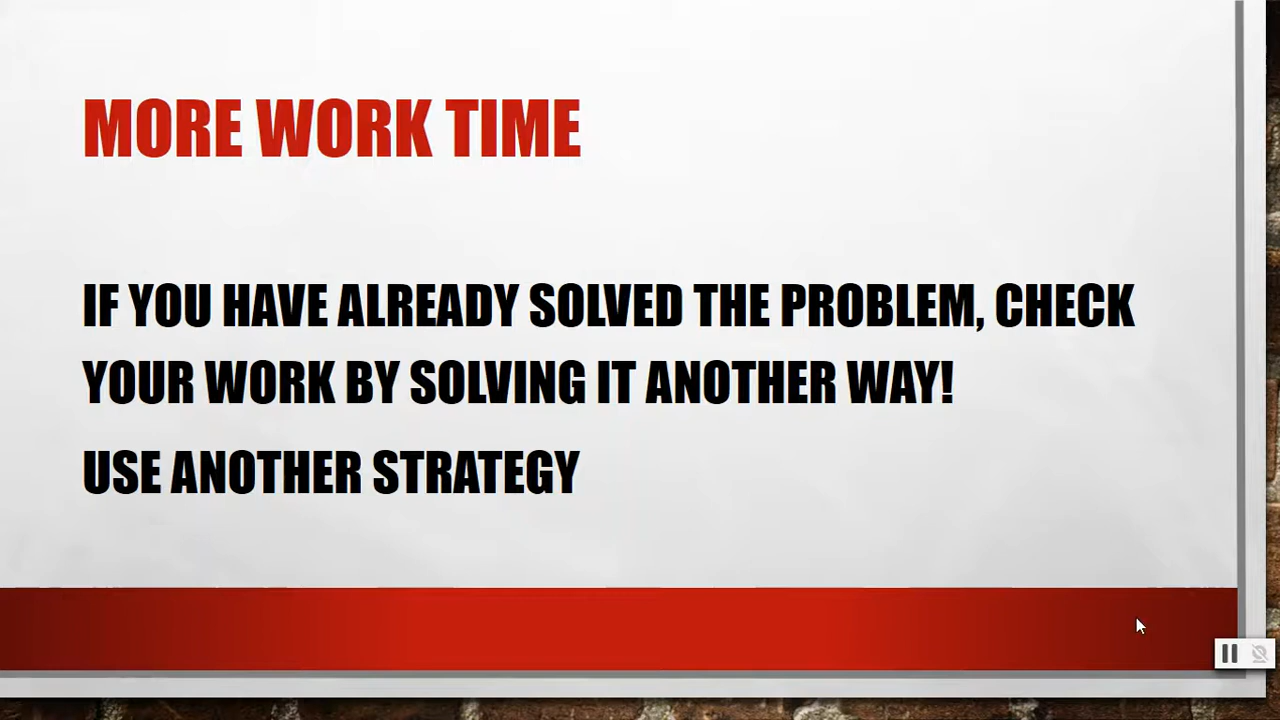 MORE WORK TIME
IF YOU HAVE ALREADY SOLVED THE PROBLEM, CHECK
YOUR WORK BY SOLVING IT ANOTHER WAY!
USE ANOTHER STRATEGY